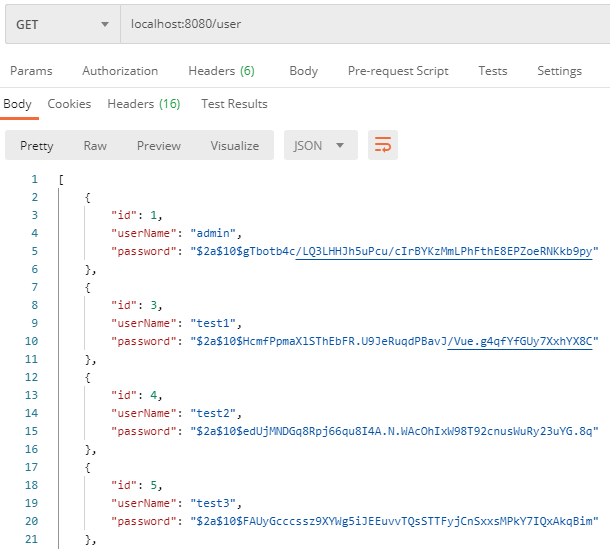 GET localhost:8080/user
Params Authorization Headers (6) Body Pre-request Script Tests Settings
Body Cookies Headers (16) Test Results
Pretty Raw Preview Visualize JSON
1 [
2 {
3 "id": 1,
4 "userName": "admin",
5 "password": "$2a$10$gTbotb4c/LQ3LHHJh5uPcu/cIrBYKzMmLPhFthE8EPZoeRNKkb9py"
6 },
7 {
8 "id": 3,
9 "userName": "test1",
10 "password": "$2a$10$HcmfPpmaXlSThEbFR.U9JeRuqdPBavJ/Vue.g4qfYfGUy7XxhYX8C"
11 },
12 {
13 "id": 4,
14 "userName": "test2",
15 "password": "$2a$10$edUjMNDGq8Rpj66qu8I4A.N.WAcOhIxW98T92cnusWuRy23uYG.8q"
16 },
17 {
18 "id": 5,
19 "userName": "test3",
20 "password": "$2a$10$FAUyGcccssz9XYWg5iJEEuvvTQsSTTFyjCnSxxsMPkY7IQxAkqBim"
21 },